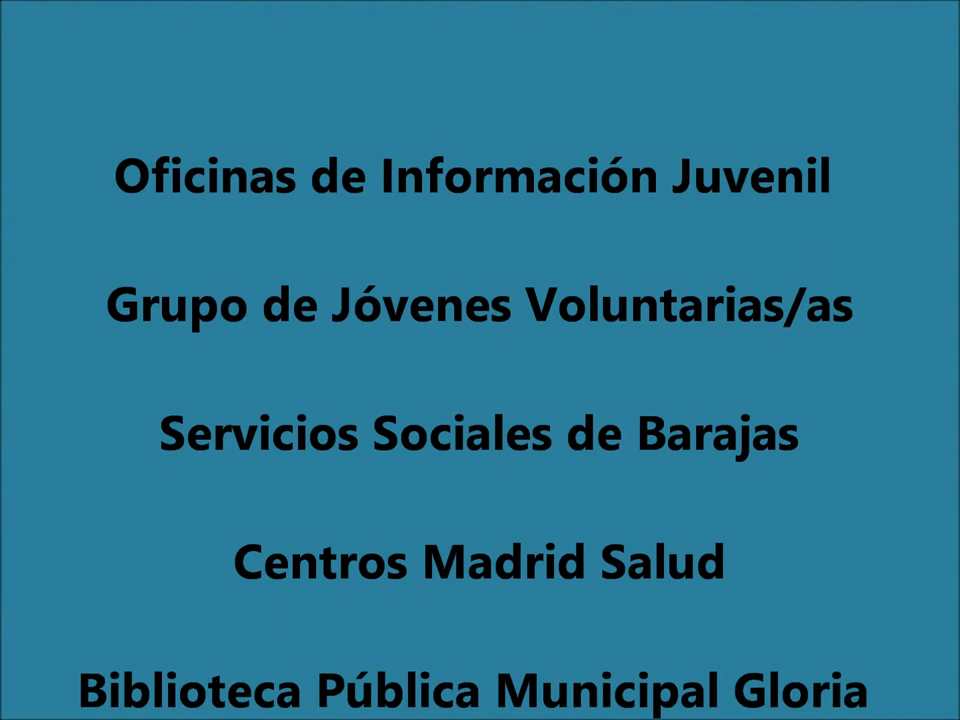 Oficinas de Información Juvenil
Grupo de Jóvenes Voluntarias/as
Servicios Sociales de Barajas
Centros Madrid Salud
Biblioteca Pública Municipal Gloria